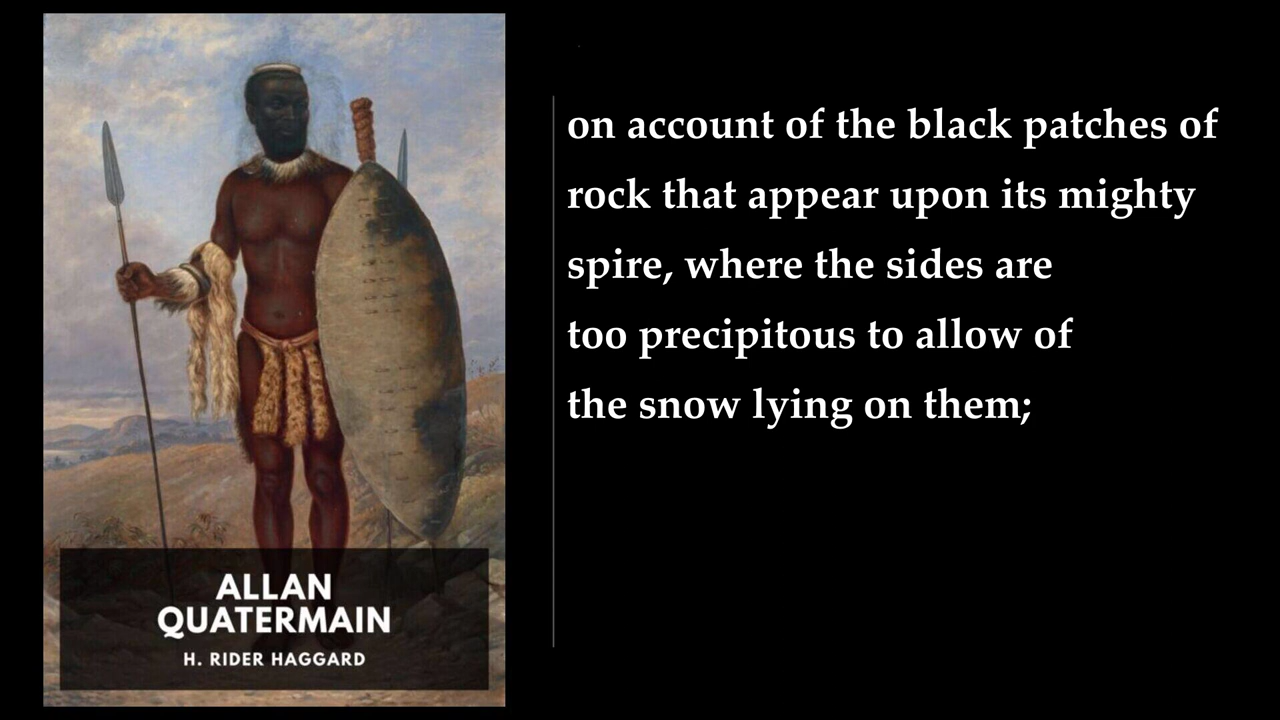 ALLAN
QUATERMAIN
H. RIDER HAGGARD
on account of the black patches of
rock that appear upon its mighty
spire, where the sides are
too precipitous to allow of
the snow lying on them;